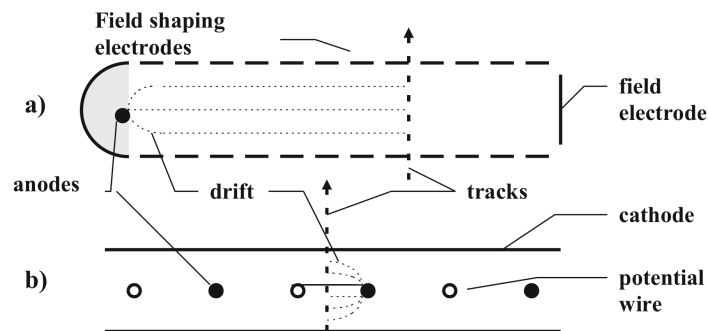 Field shaping
electrodes
a)
field
electrode
anodes
drift
tracks
cathode
b)
potential
wire